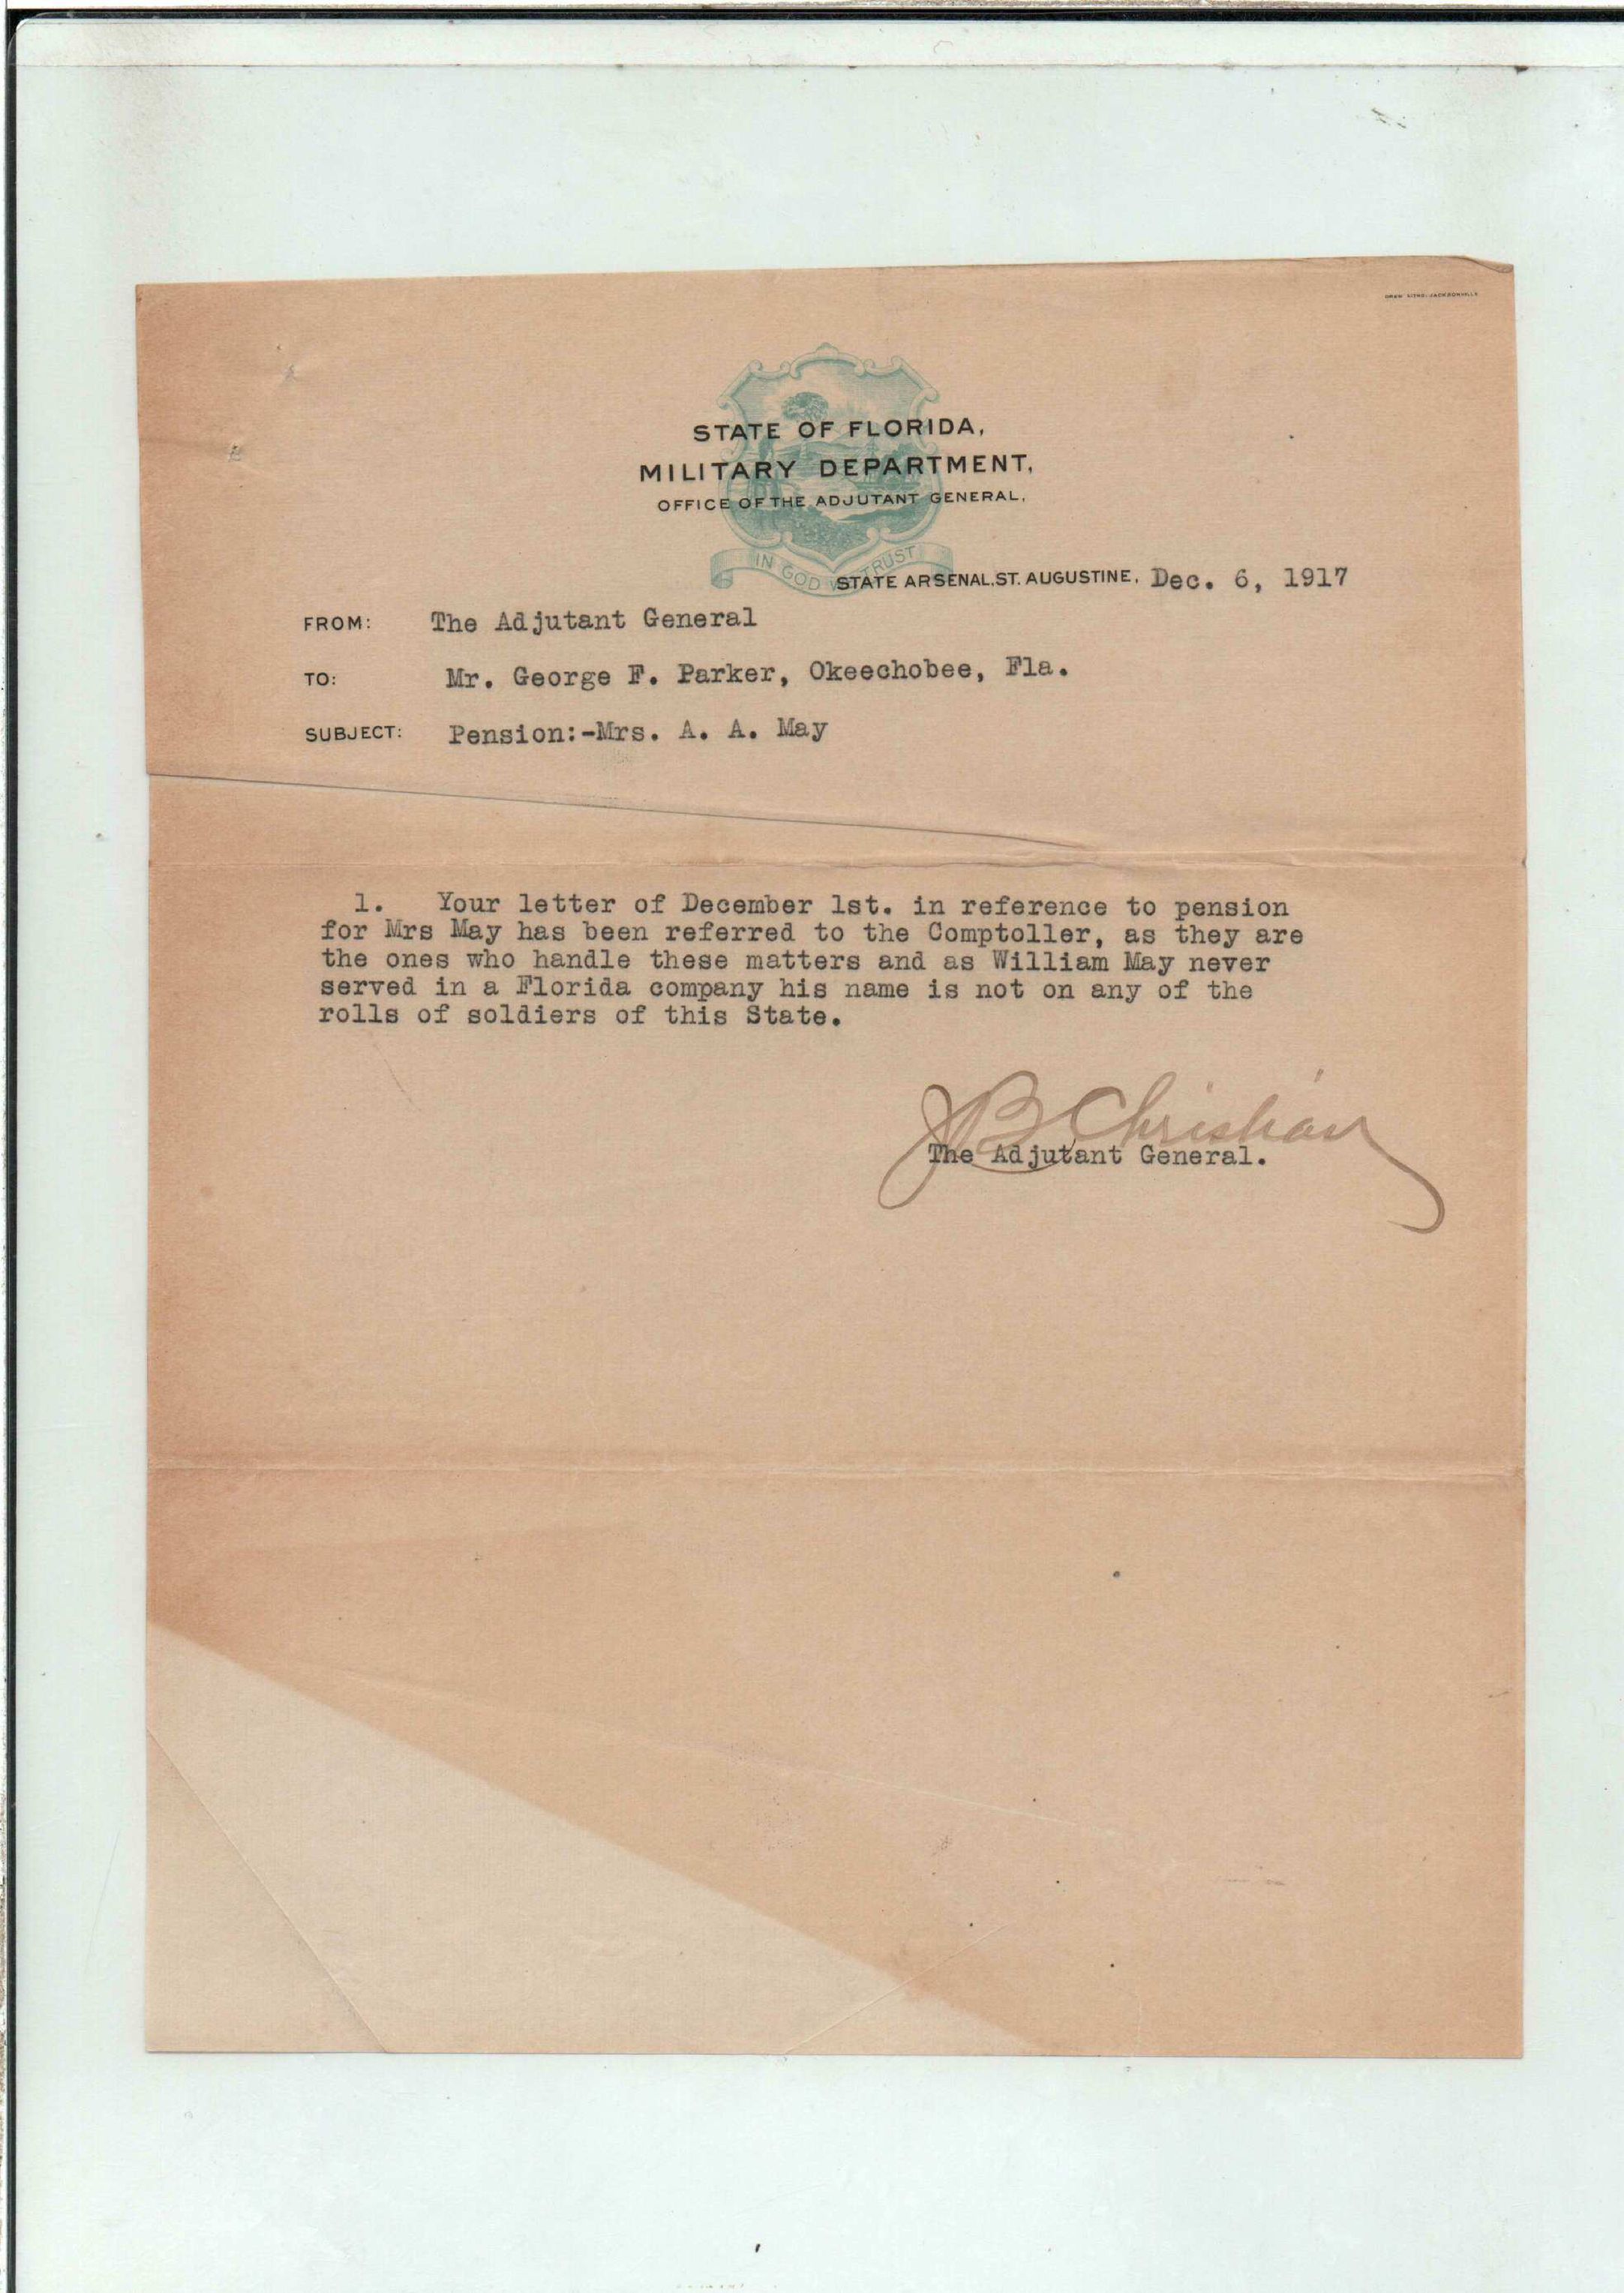 DREW LITHO. JACKSONVILLE
STATE OF FLORIDA,
MILITARY DEPARTMENT,
OFFICE OF THE ADJUTANT GENERAL,
IN GOD WE TRUST
STATE ARSENAL, ST. AUGUSTINE, Dec. 6, 1917
FROM: The Adjutant General
TO: Mr. George F. Parker, Okeechobee, Fla.
SUBJECT: Pension:-Mrs. A. A. May
1. Your letter of December 1st. in reference to pension
for Mrs May has been referred to the Comptoller, as they are
the ones who handle these matters and as William May never
served in a Florida company his name is not on any of the
rolls of soldiers of this State.
J B Christian
The Adjutant General.